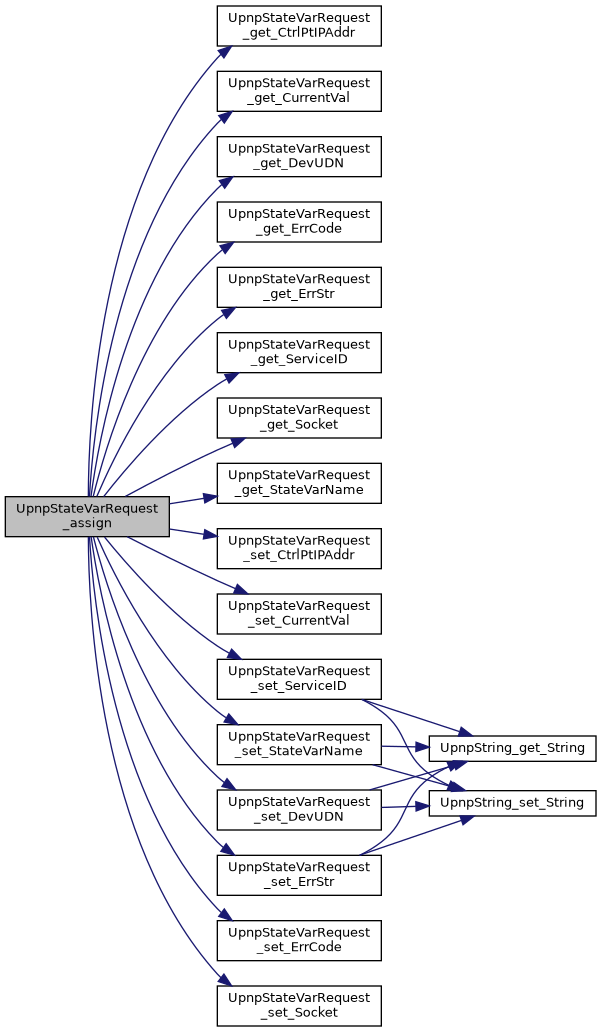 UpnpStateVarRequest
_get_CtrlPtIPAddr
UpnpStateVarRequest
_get_CurrentVal
UpnpStateVarRequest
_get_DevUDN
UpnpStateVarRequest
_get_ErrCode
UpnpStateVarRequest
_get_ErrStr
UpnpStateVarRequest
_get_ServiceID
UpnpStateVarRequest
_get_Socket
UpnpStateVarRequest
_get_StateVarName
UpnpStateVarRequest
_assign
UpnpStateVarRequest
_set_CtrlPtIPAddr
UpnpStateVarRequest
_set_CurrentVal
UpnpStateVarRequest
_set_ServiceID
UpnpStateVarRequest
_set_StateVarName
UpnpString_get_String
UpnpStateVarRequest
_set_DevUDN
UpnpString_set_String
UpnpStateVarRequest
_set_ErrStr
UpnpStateVarRequest
_set_ErrCode
UpnpStateVarRequest
_set_Socket